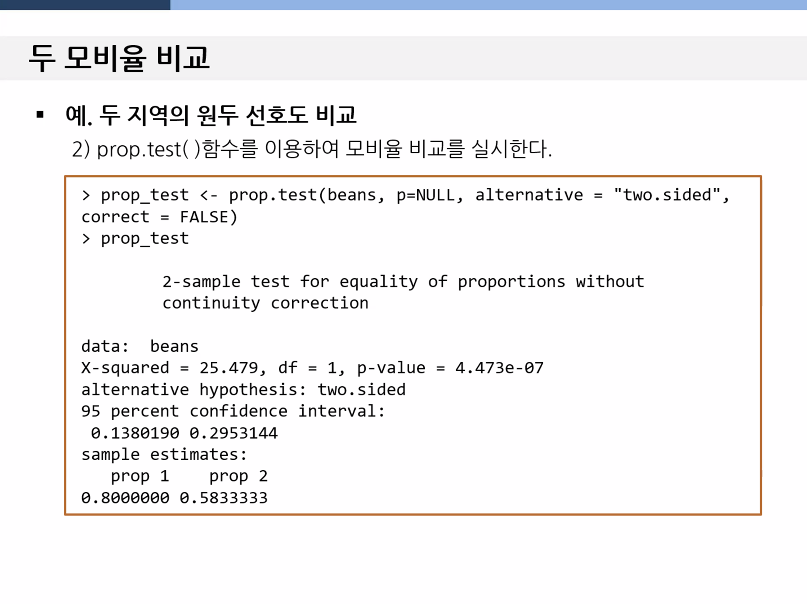 두 모비율 비교
▪ 예. 두 지역의 원두 선호도 비교
2) prop.test( )함수를 이용하여 모비율 비교를 실시한다.
> prop_test <- prop.test(beans, p=NULL, alternative = "two.sided",
correct = FALSE)
> prop_test
2-sample test for equality of proportions without
continuity correction
data:  beans
X-squared = 25.479, df = 1, p-value = 4.473e-07
alternative hypothesis: two.sided
95 percent confidence interval:
0.1380190 0.2953144
sample estimates:
prop 1    prop 2
0.8000000 0.5833333